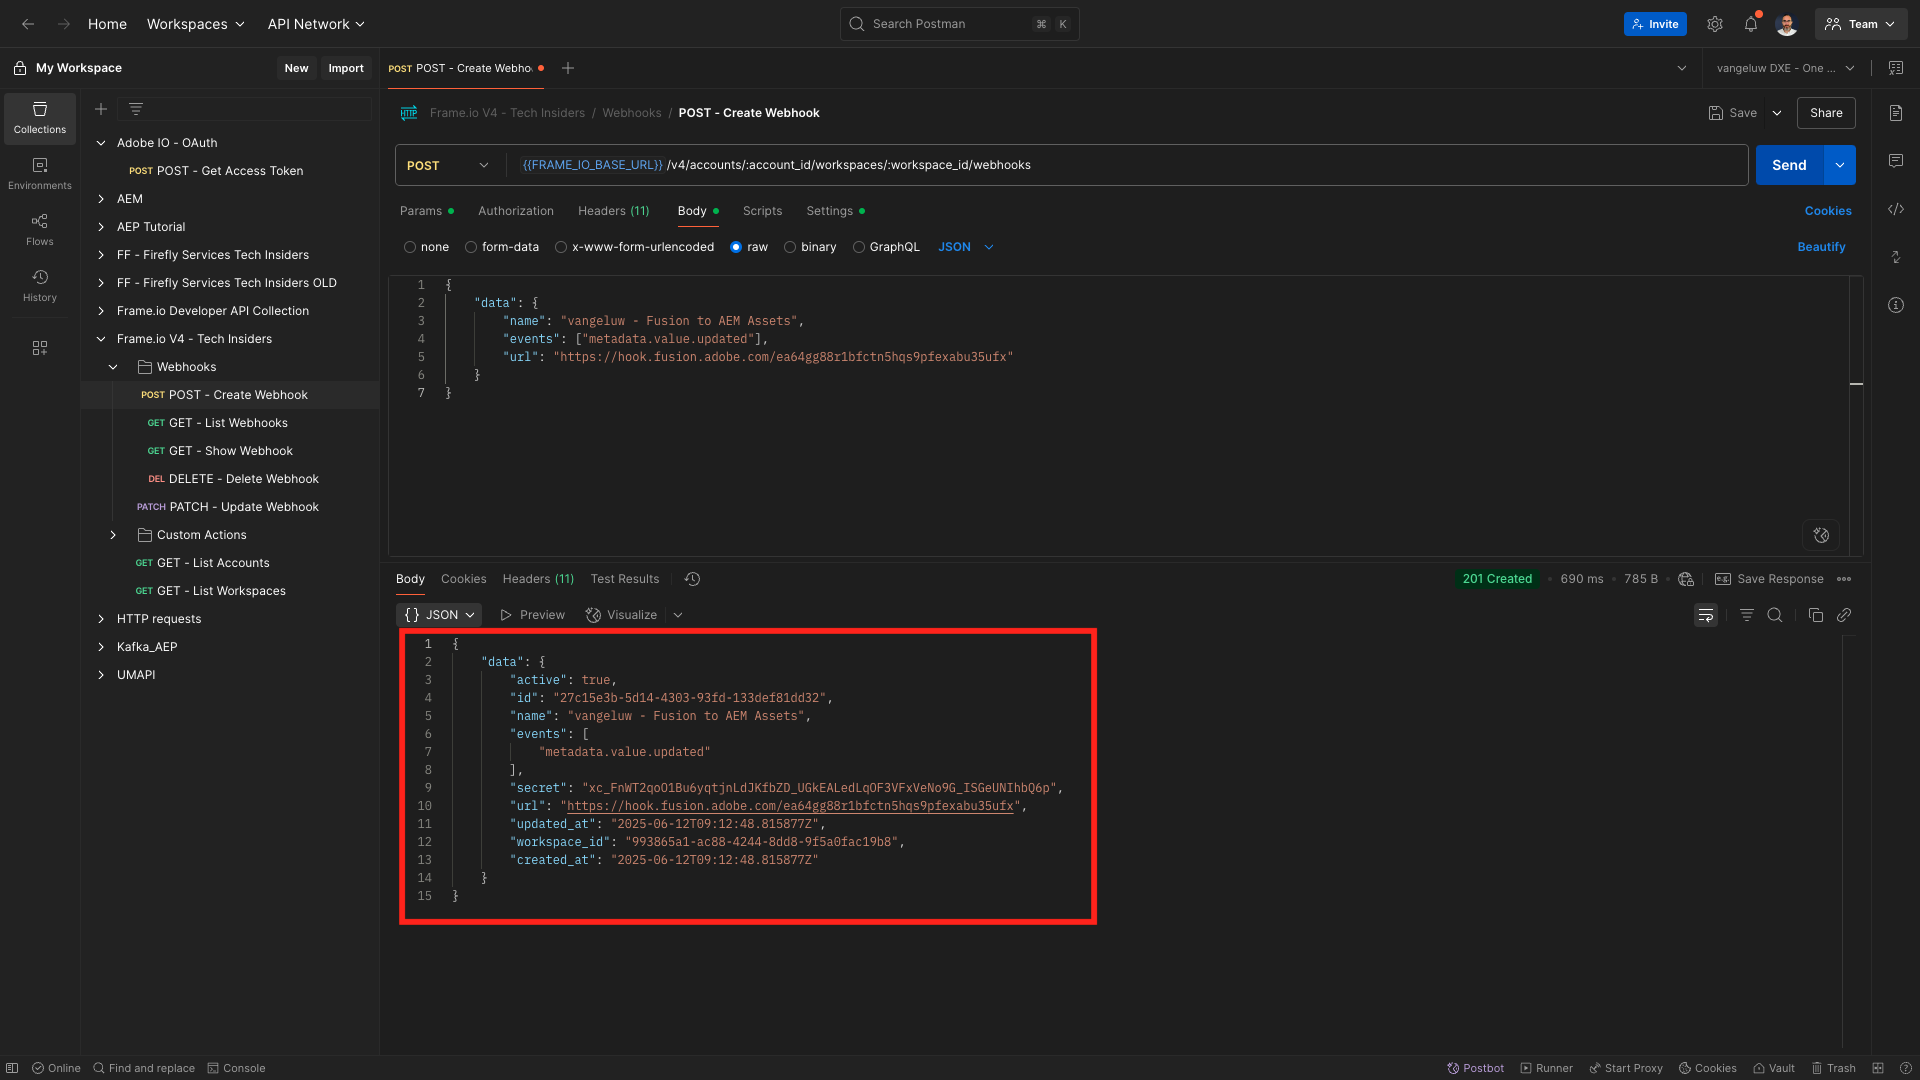 Home
Workspaces
API Network
Search Postman
⌘ K
Invite
Team
My Workspace
New
Import
POST POST - Create Webho
vangeluw DXE - One ...
Collections
Environments
Flows
History
Adobe IO - OAuth
POST POST - Get Access Token
AEM
AEP Tutorial
FF - Firefly Services Tech Insiders
FF - Firefly Services Tech Insiders OLD
Frame.io Developer API Collection
Frame.io V4 - Tech Insiders
Webhooks
POST POST - Create Webhook
GET GET - List Webhooks
GET GET - Show Webhook
DEL DELETE - Delete Webhook
PATCH PATCH - Update Webhook
Custom Actions
GET GET - List Accounts
GET GET - List Workspaces
HTTP requests
Kafka_AEP
UMAPI
HTTP Frame.io V4 - Tech Insiders / Webhooks / POST - Create Webhook
Save
Share
POST {{FRAME_IO_BASE_URL}} /v4/accounts/:account_id/workspaces/:workspace_id/webhooks
Send
Params Authorization Headers (11) Body Scripts Settings
Cookies
none form-data x-www-form-urlencoded raw binary GraphQL JSON
Beautify
1 {
2 "data": {
3 "name": "vangeluw - Fusion to AEM Assets",
4 "events": ["metadata.value.updated"],
5 "url": "https://hook.fusion.adobe.com/ea64gg88r1bfctn5hqs9pfexabu35ufx"
6 }
7 }
Body Cookies Headers (11) Test Results
201 Created • 690 ms • 785 B
Save Response
{} JSON Preview Visualize
1 {
2 "data": {
3 "active": true,
4 "id": "27c15e3b-5d14-4303-93fd-133def81dd32",
5 "name": "vangeluw - Fusion to AEM Assets",
6 "events": [
7 "metadata.value.updated"
8 ],
9 "secret": "xc_FnWT2qoO1Bu6yqtjnLdJKfbZD_UGkEALedLqOF3VFxVeNo9G_ISGeUNIhbQ6p",
10 "url": "https://hook.fusion.adobe.com/ea64gg88r1bfctn5hqs9pfexabu35ufx",
11 "updated_at": "2025-06-12T09:12:48.815877Z",
12 "workspace_id": "993865a1-ac88-4244-8dd8-9f5a0fac19b8",
13 "created_at": "2025-06-12T09:12:48.815877Z"
14 }
15 }
Online Find and replace Console
Postbot Runner Start Proxy Cookies Vault Trash